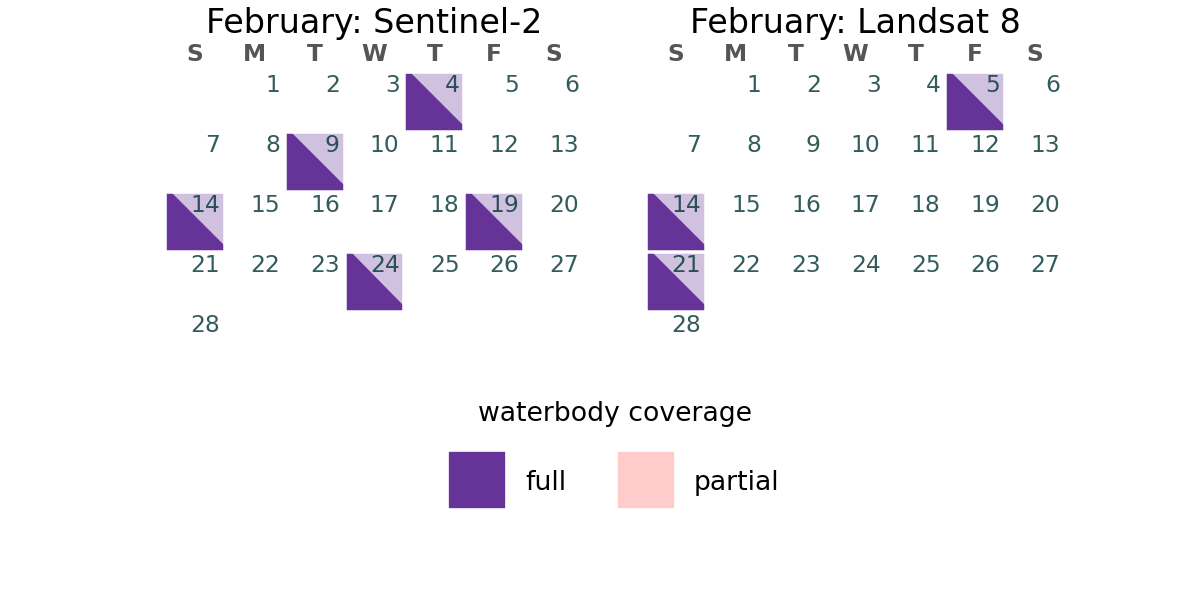 February: Sentinel-2
S M T W T F S
1 2 3 4 5 6
7 8 9 10 11 12 13
14 15 16 17 18 19 20
21 22 23 24 25 26 27
28
February: Landsat 8
S M T W T F S
1 2 3 4 5 6
7 8 9 10 11 12 13
14 15 16 17 18 19 20
21 22 23 24 25 26 27
28
waterbody coverage
full
partial